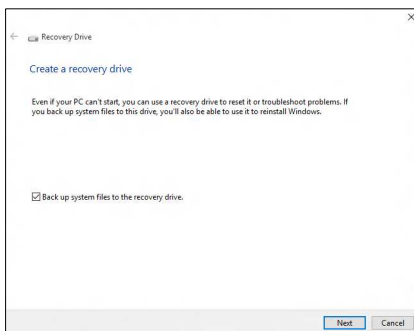 Recovery Drive
Create a recovery drive
Even if your PC can't start, you can use a recovery drive to reset it or troubleshoot problems. If
you back up system files to this drive, you'll also be able to use it to reinstall Windows.
Back up system files to the recovery drive.
Next Cancel